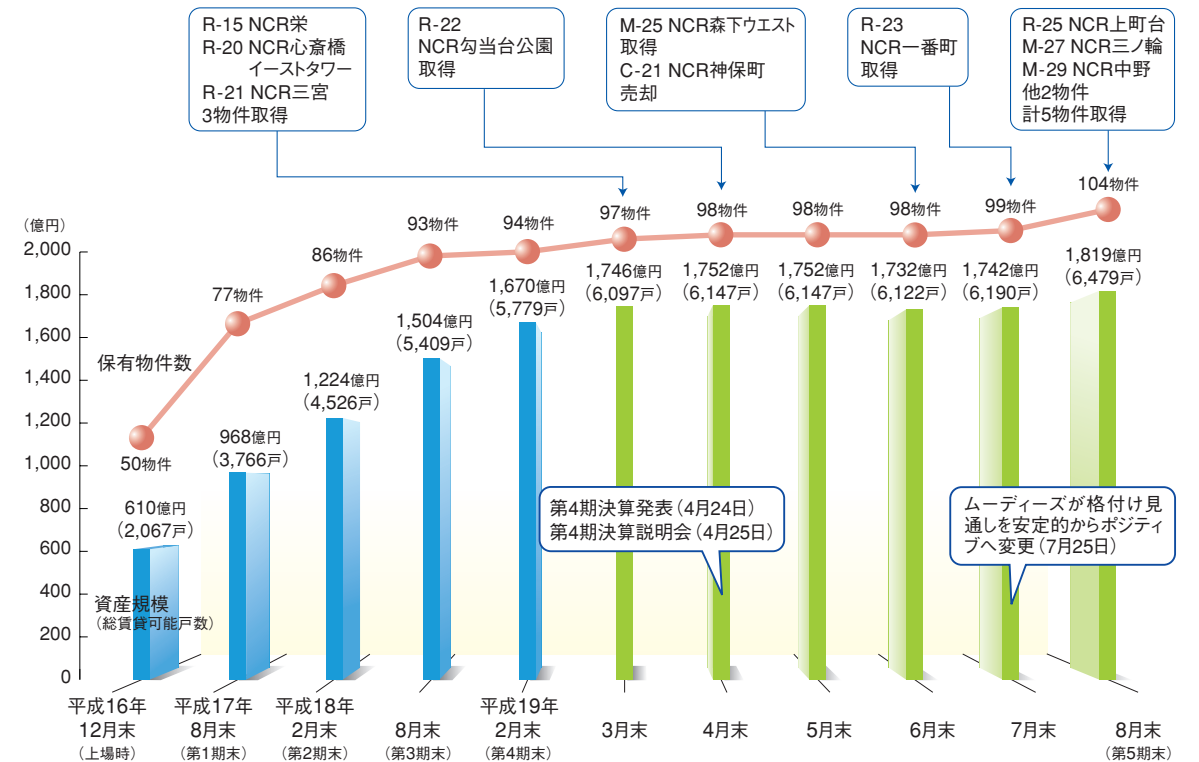 R-15 NCR栄
R-20 NCR心斎橋
イーストタワー
R-21 NCR三宮
3物件取得
R-22
NCR勾当台公園
取得
M-25 NCR森下ウエスト
取得
C-21 NCR神保町
売却
R-23
NCR一番町
取得
R-25 NCR上町台
M-27 NCR三ノ輪
M-29 NCR中野
他2物件
計5物件取得
（億円）
2,000
1,800
1,600
1,400
1,200
1,000
800
600
400
200
0
保有物件数
50物件
77物件
86物件
93物件
94物件
97物件
98物件
98物件
98物件
99物件
104物件
資産規模
（総賃貸可能戸数）
610億円
（2,067戸）
968億円
（3,766戸）
1,224億円
（4,526戸）
1,504億円
（5,409戸）
1,670億円
（5,779戸）
1,746億円
（6,097戸）
1,752億円
（6,147戸）
1,752億円
（6,147戸）
1,732億円
（6,122戸）
1,742億円
（6,190戸）
1,819億円
（6,479戸）
第4期決算発表（4月24日）
第4期決算説明会（4月25日）
ムーディーズが格付け見
通しを安定的からポジティ
ブへ変更（7月25日）
平成16年
12月末
（上場時）
平成17年
8月末
（第1期末）
平成18年
2月末
（第2期末）
8月末
（第3期末）
平成19年
2月末
（第4期末）
3月末
4月末
5月末
6月末
7月末
8月末
（第5期末）